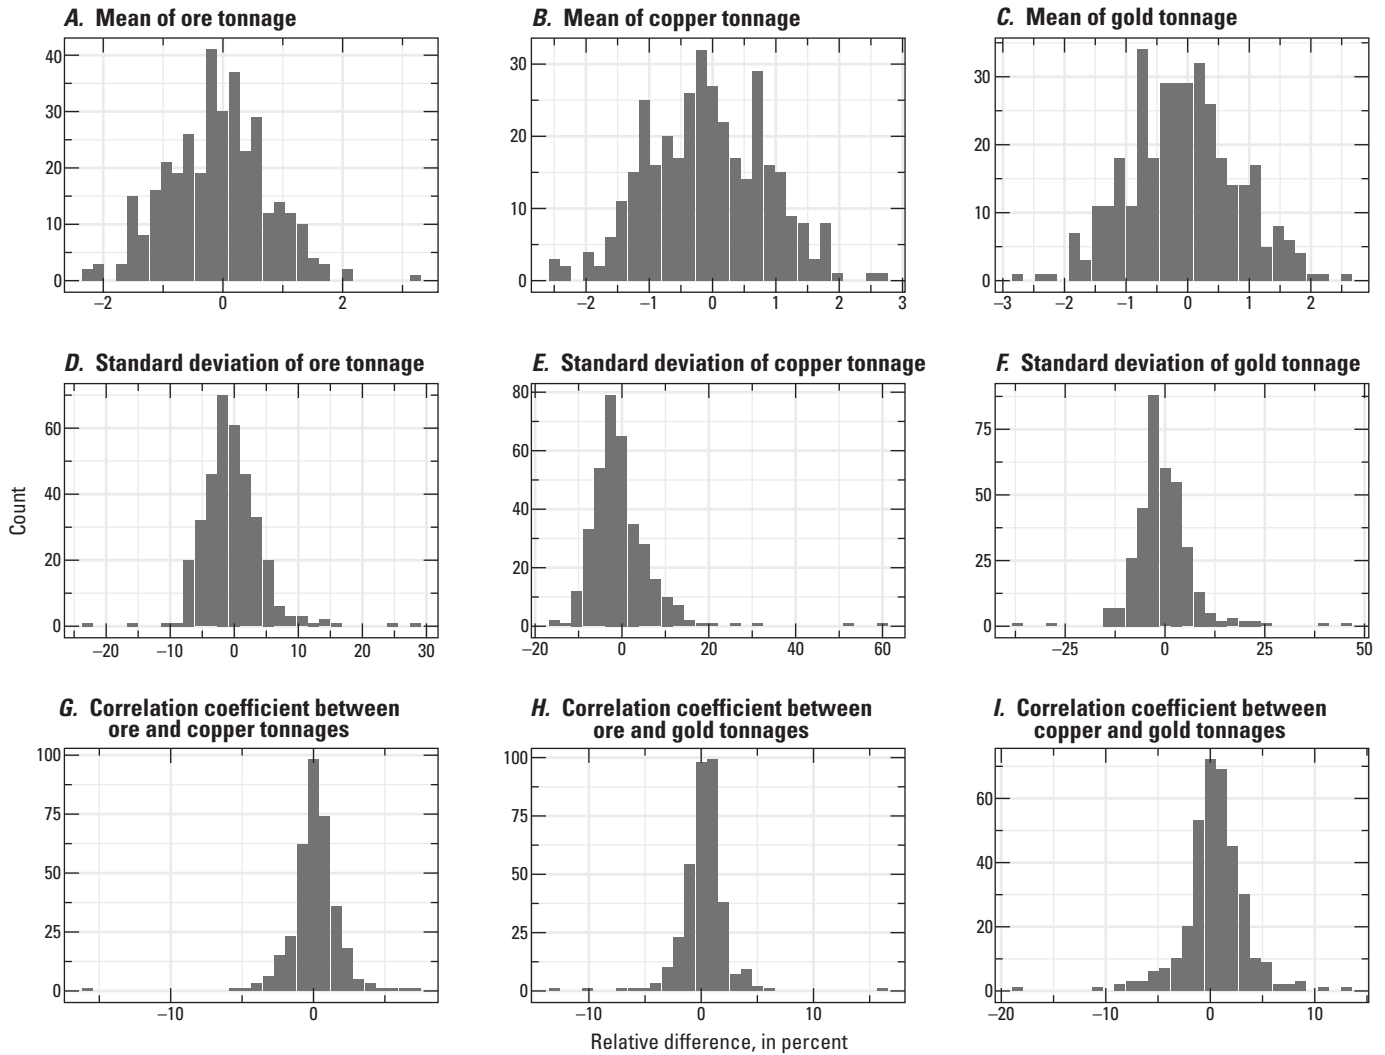 A. Mean of ore tonnage
40
30
20
10
0
−2 0 2
B. Mean of copper tonnage
30
20
10
0
−2 −1 0 1 2 3
C. Mean of gold tonnage
30
20
10
0
−3 −2 −1 0 1 2
D. Standard deviation of ore tonnage
60
40
20
0
−20 −10 0 10 20 30
E. Standard deviation of copper tonnage
80
60
40
20
0
−20 0 20 40 60
F. Standard deviation of gold tonnage
75
50
25
0
−25 0 25 50
Count
G. Correlation coefficient between
ore and copper tonnages
100
75
50
25
0
−10 0
H. Correlation coefficient between
ore and gold tonnages
100
75
50
25
0
−10 0 10
I. Correlation coefficient between
copper and gold tonnages
60
40
20
0
−20 −10 0 10
Relative difference, in percent